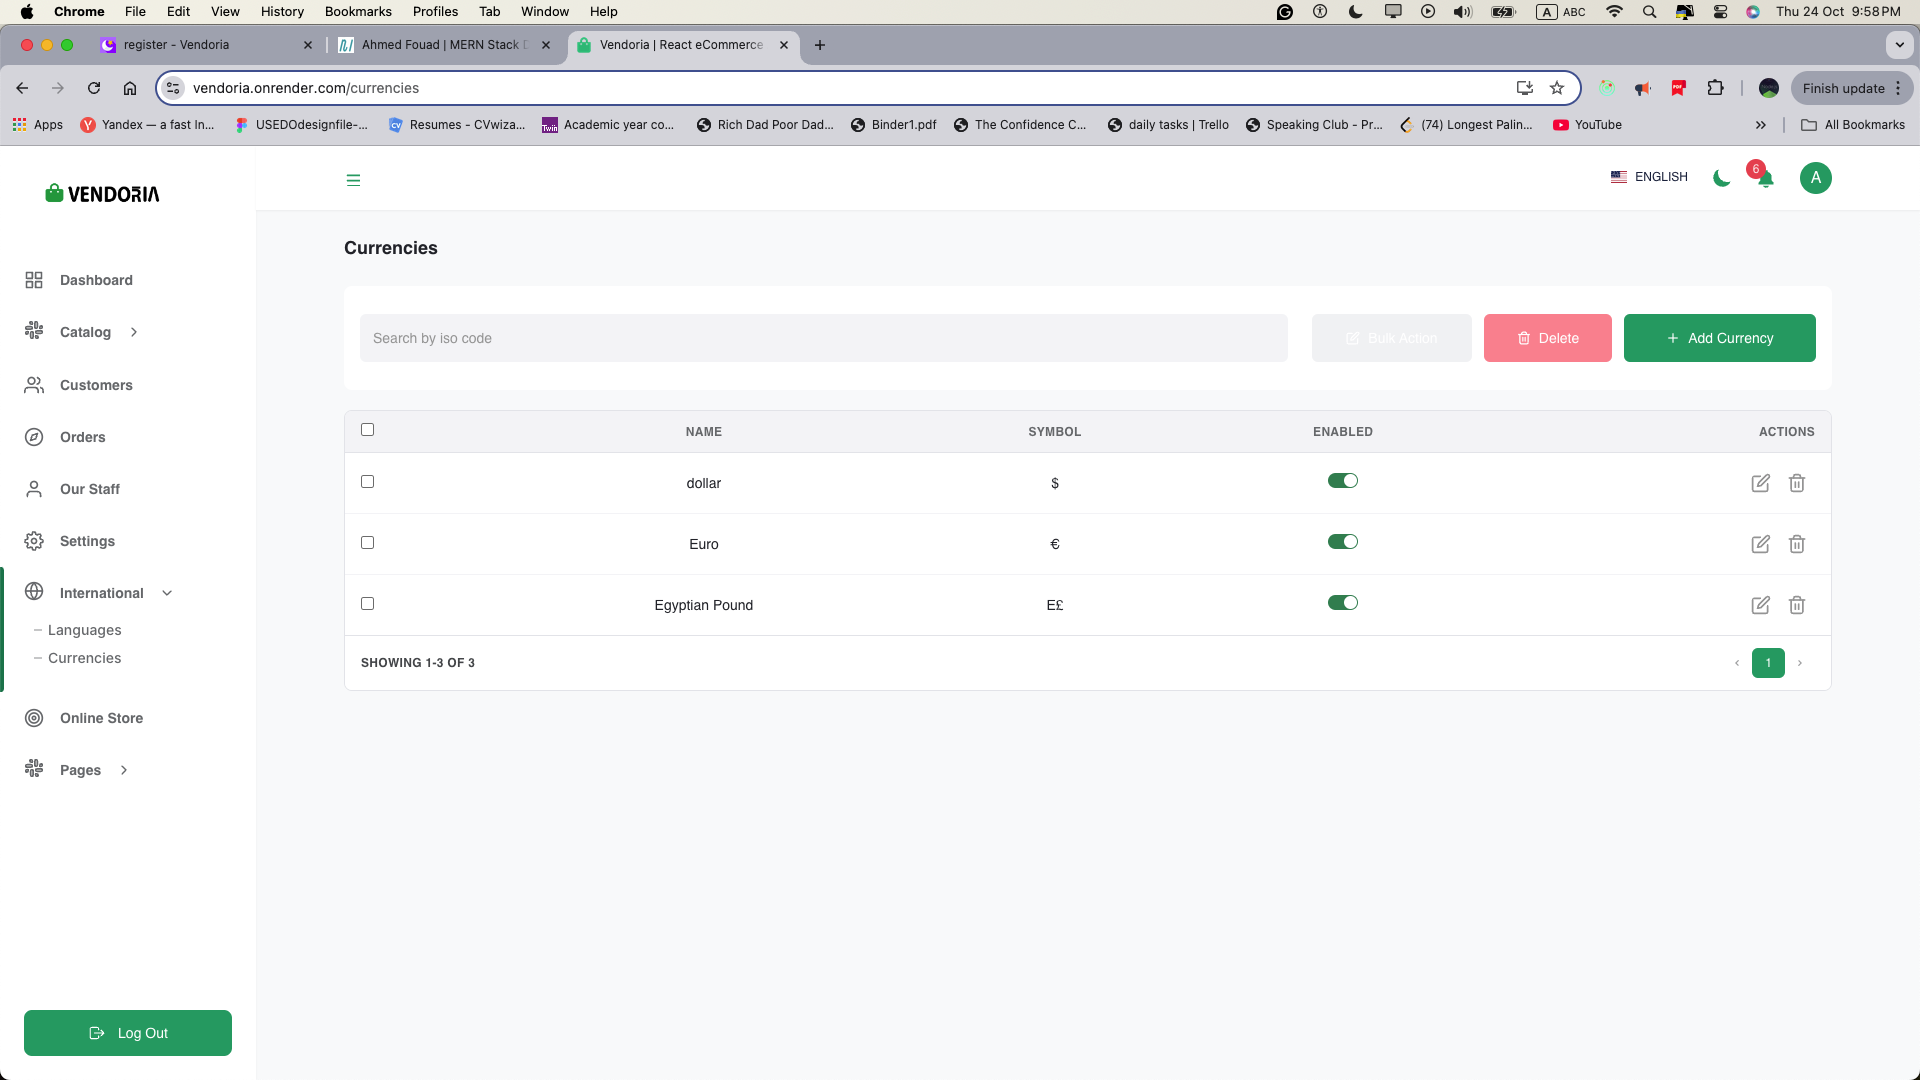 Chrome File Edit View History Bookmarks Profiles Tab Window Help A ABC Thu 24 Oct 9:58 PM
register - Vendoria Ahmed Fouad | MERN Stack Vendoria | React eCommerce
vendoria.onrender.com/currencies Finish update
Apps Yandex — a fast In... USEDOdesignfile-... Resumes - CVwiza... Academic year co... Rich Dad Poor Dad... Binder1.pdf The Confidence C... daily tasks | Trello Speaking Club - Pr... (74) Longest Palin... YouTube » All Bookmarks
VENDORIA
ENGLISH 6 A
Currencies
Dashboard
Catalog
Customers
Orders
Our Staff
Settings
International
Languages
Currencies
Online Store
Pages
Log Out
Search by iso code Bulk Action Delete + Add Currency
NAME SYMBOL ENABLED ACTIONS
dollar $
Euro €
Egyptian Pound E£
SHOWING 1-3 OF 3 1